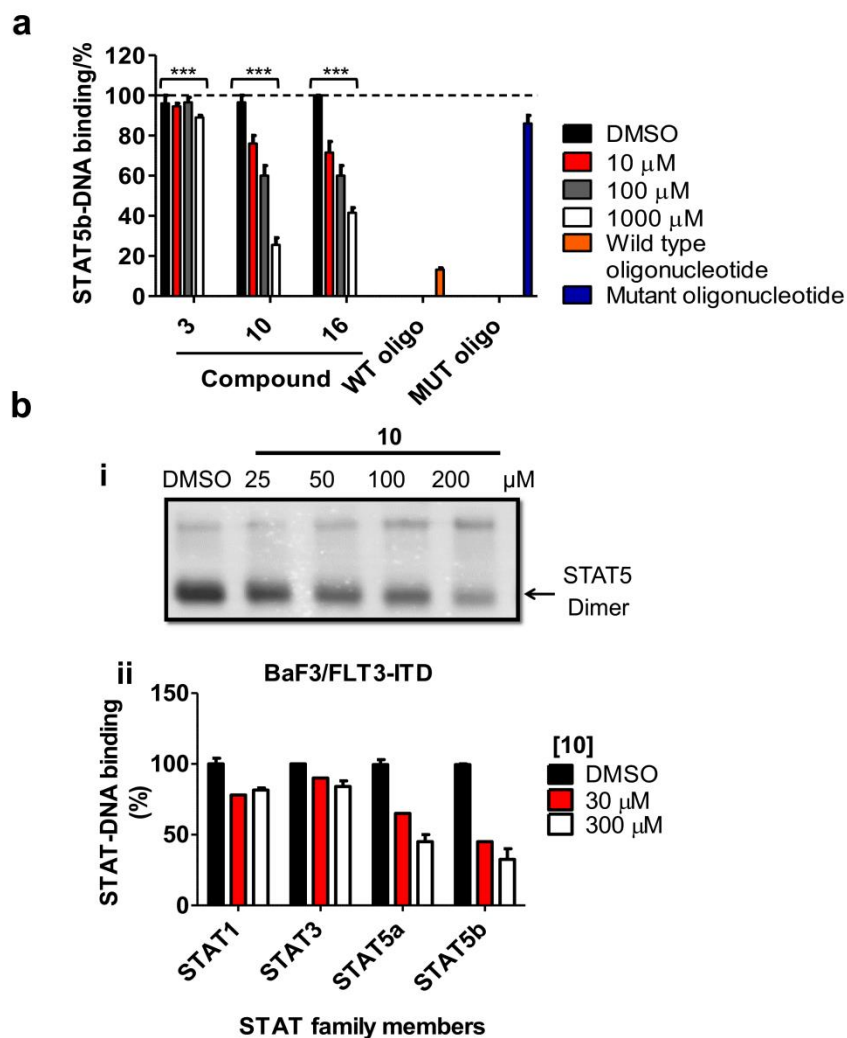 a
STAT5b-DNA binding/%
120
100
80
60
40
20
0
***
***
***
3
10
16
Compound
WT oligo
MUT oligo
DMSO
10 μM
100 μM
1000 μM
Wild type
oligonucleotide
Mutant oligonucleotide
b
i
10
DMSO 25 50 100 200 μM
STAT5
Dimer
ii
BaF3/FLT3-ITD
STAT-DNA binding
(%)
150
100
50
0
STAT1
STAT3
STAT5a
STAT5b
STAT family members
[10]
DMSO
30 μM
300 μM